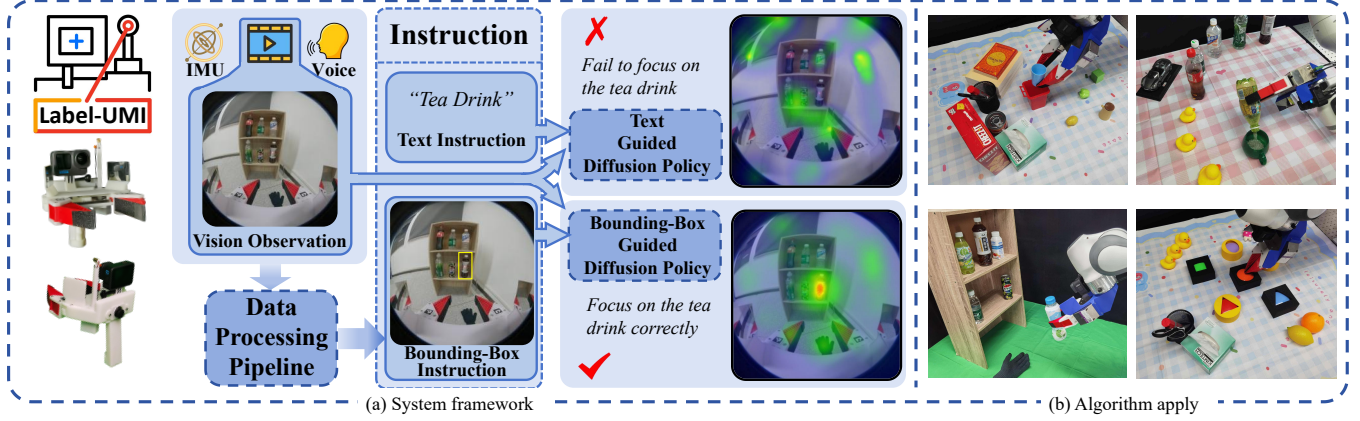 Label-UMI
IMU
Voice
Vision Observation
Data
Processing
Pipeline
Instruction
“Tea Drink”
Text Instruction
Bounding-Box
Instruction
Fail to focus on
the tea drink
Text
Guided
Diffusion Policy
Bounding-Box
Guided
Diffusion Policy
Focus on the tea
drink correctly
(a) System framework
(b) Algorithm apply
CHEEZ-IT